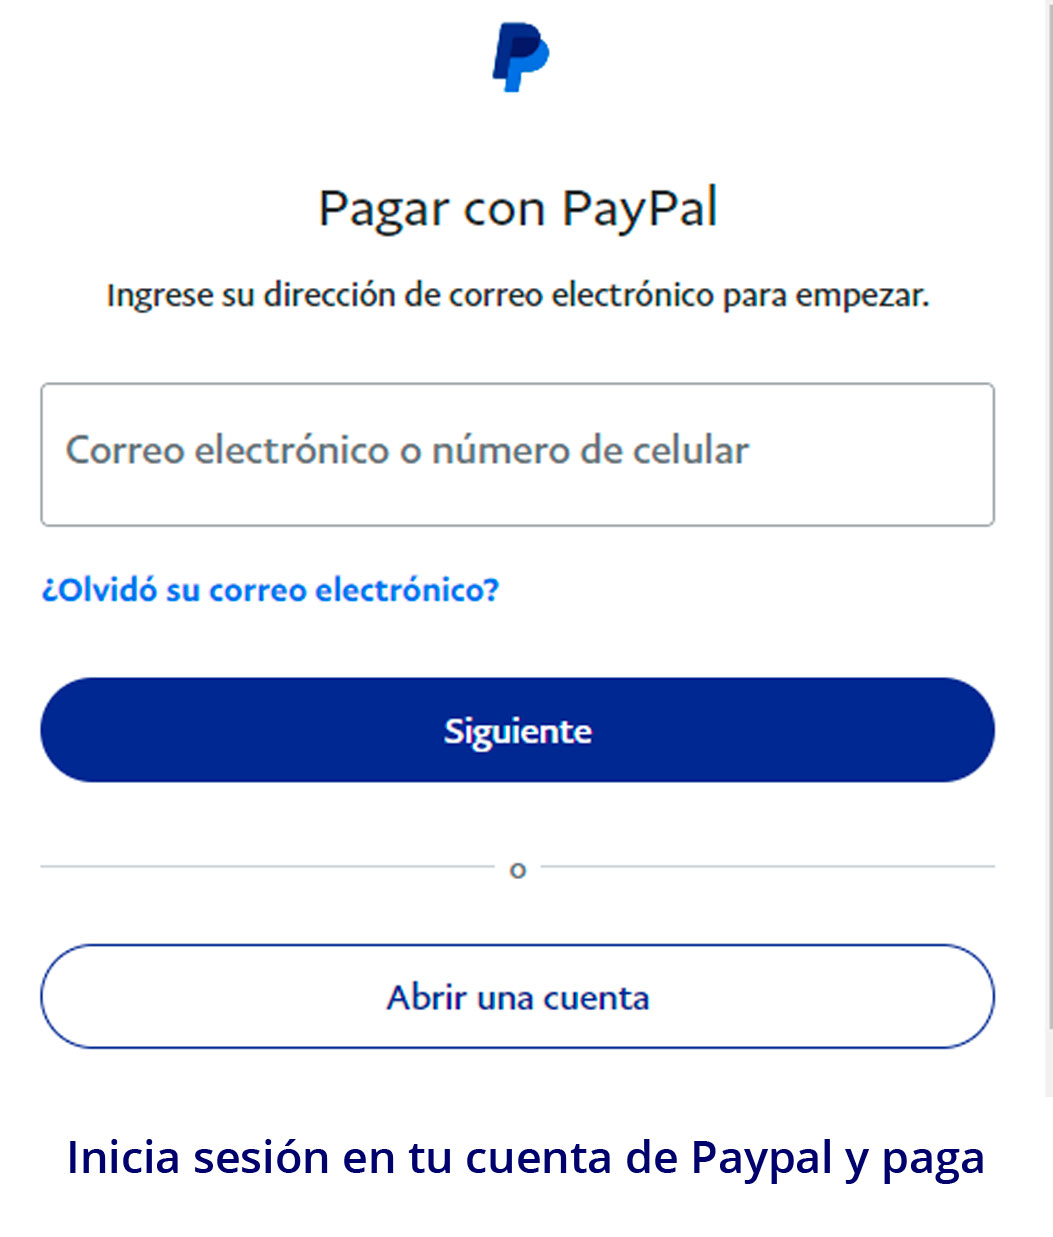 Pagar con PayPal
Ingrese su dirección de correo electrónico para empezar.
Correo electrónico o número de celular
¿Olvidó su correo electrónico?
Siguiente
o
Abrir una cuenta
Inicia sesión en tu cuenta de Paypal y paga